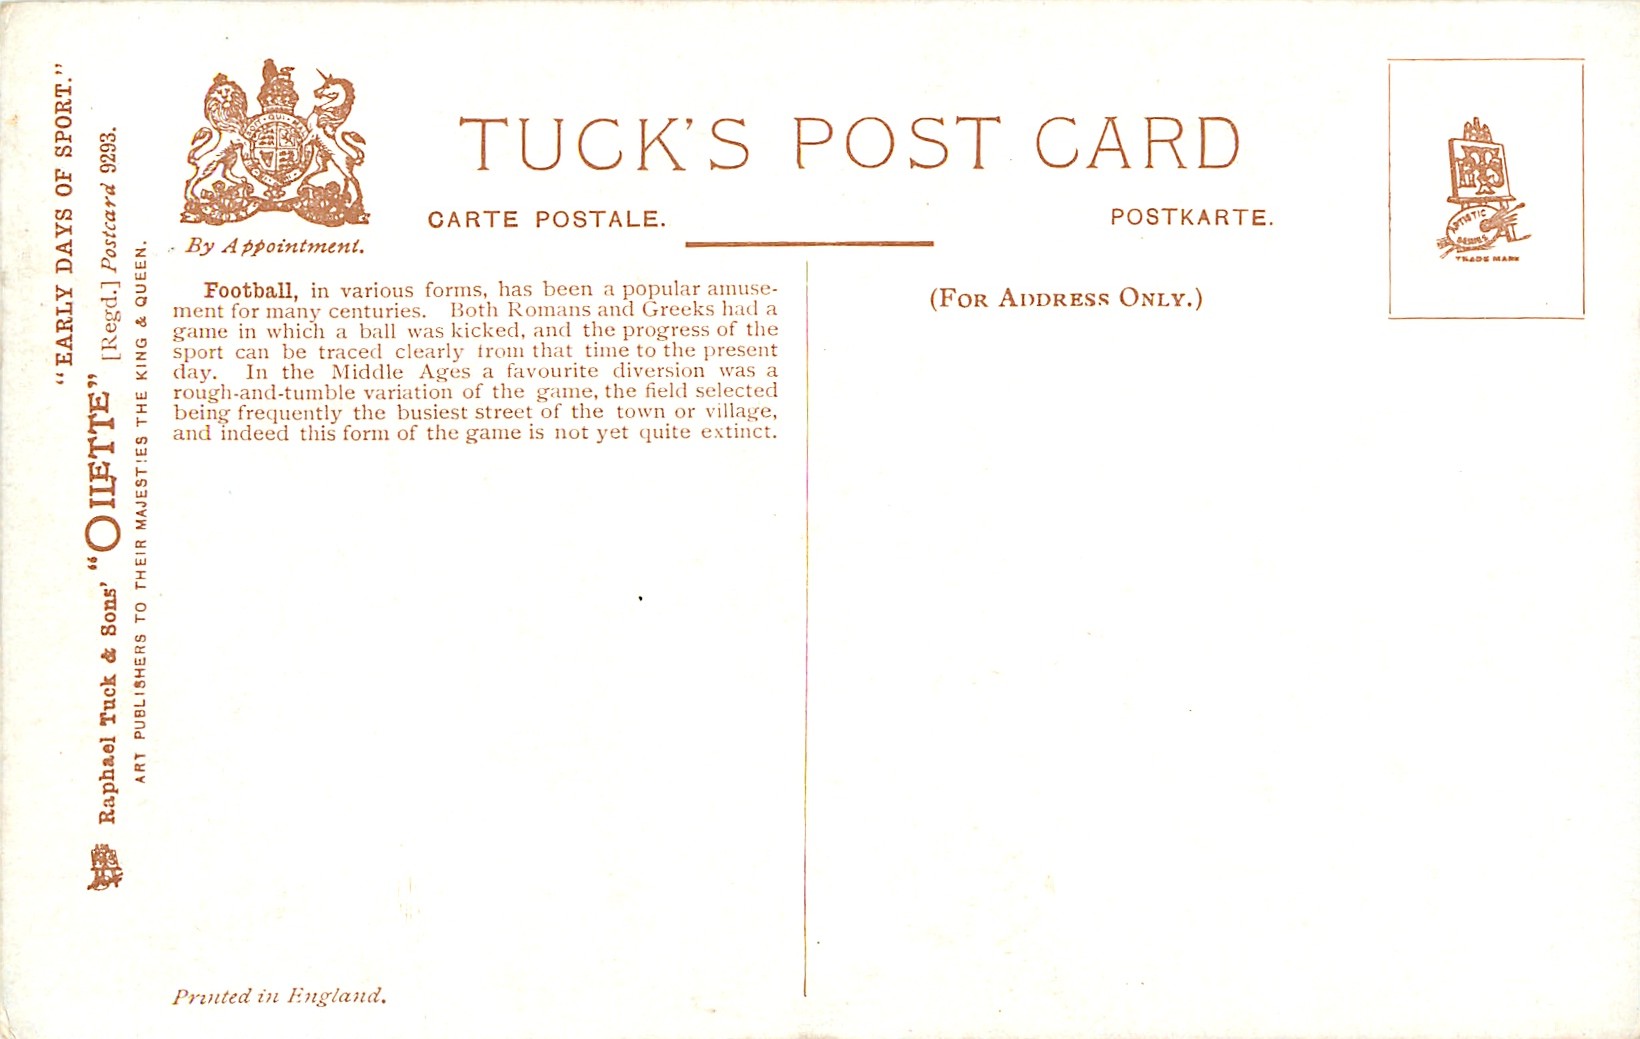 "EARLY DAYS OF SPORT."
Raphael Tuck & Sons' "OILETTE" [Regd.] Postcard 9293.
ART PUBLISHERS TO THEIR MAJESTIES THE KING & QUEEN.
By Appointment.
TUCK'S POST CARD
CARTE POSTALE.
POSTKARTE.
ARTISTIC
SERIES
TRADE MARK
Football, in various forms, has been a popular amuse-
ment for many centuries. Both Romans and Greeks had a
game in which a ball was kicked, and the progress of the
sport can be traced clearly from that time to the present
day. In the Middle Ages a favourite diversion was a
rough-and-tumble variation of the game, the field selected
being frequently the busiest street of the town or village,
and indeed this form of the game is not yet quite extinct.
(FOR ADDRESS ONLY.)
Printed in England.